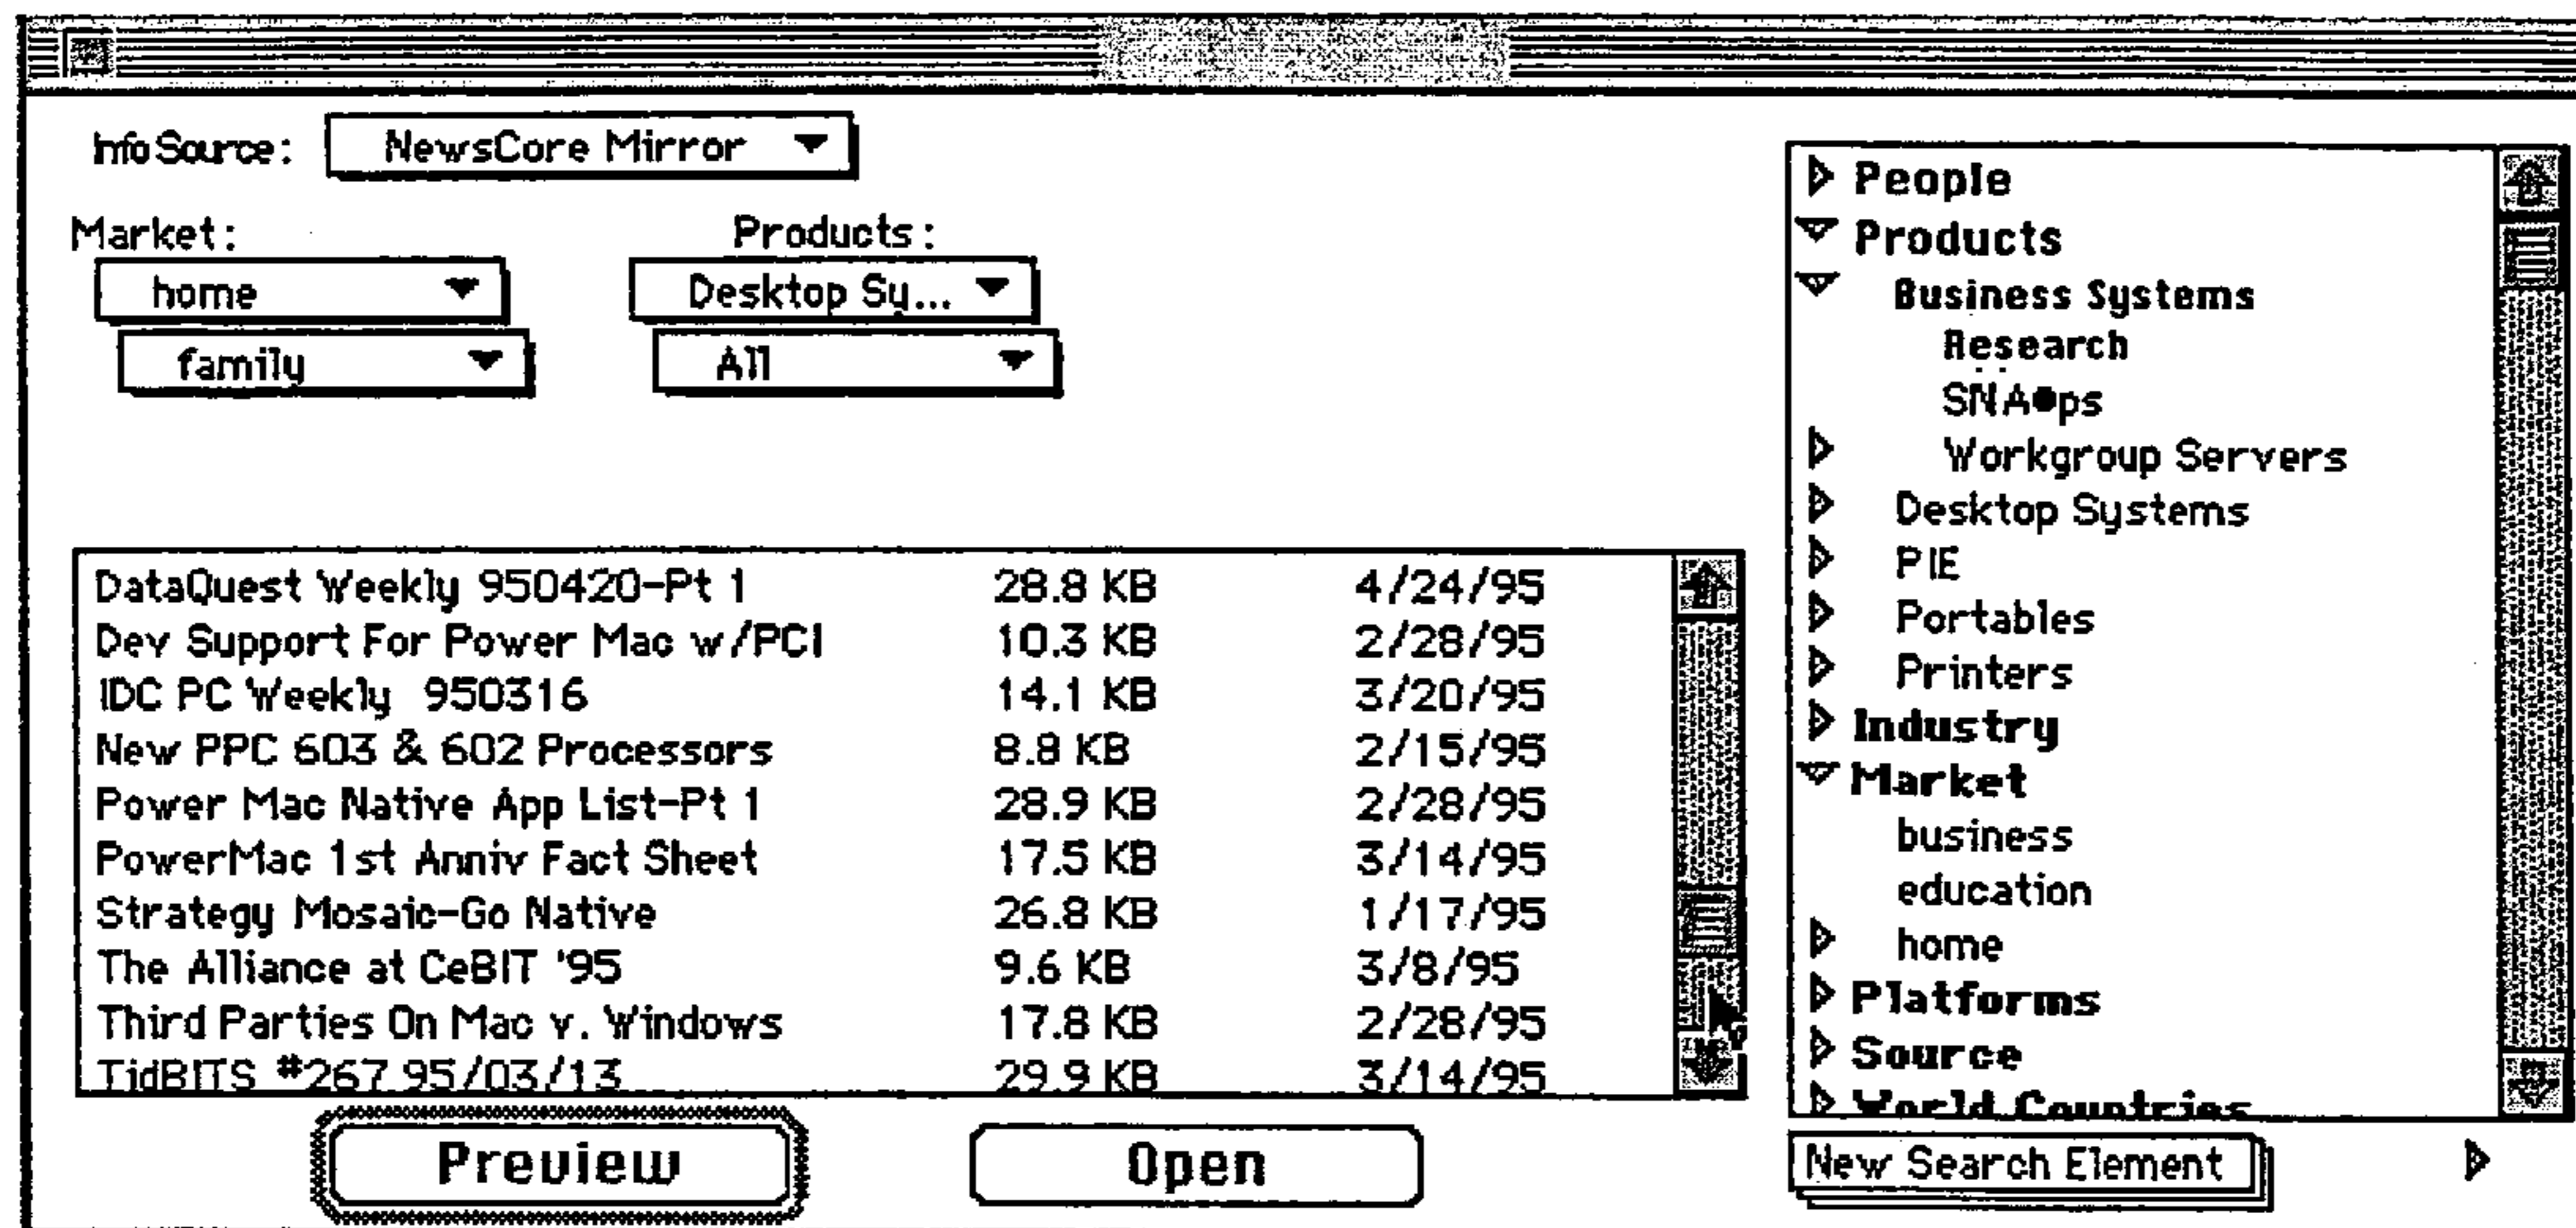 Info Source: NewsCore Mirror
Market: Products:
home Desktop Sy...
family All
DataQuest Weekly 950420-Pt 1 28.8 KB 4/24/95
Dev Support For Power Mac w/PCI 10.3 KB 2/28/95
IDC PC Weekly 950316 14.1 KB 3/20/95
New PPC 603 & 602 Processors 8.8 KB 2/15/95
Power Mac Native App List-Pt 1 28.9 KB 2/28/95
PowerMac 1st Anniv Fact Sheet 17.5 KB 3/14/95
Strategy Mosaic-Go Native 26.8 KB 1/17/95
The Alliance at CeBIT '95 9.6 KB 3/8/95
Third Parties On Mac v. Windows 17.8 KB 2/28/95
TidBITS #267 95/03/13 29.9 KB 3/14/95
Preview Open
People
Products
Business Systems
Research
SNA•ps
Workgroup Servers
Desktop Systems
PIE
Portables
Printers
Industry
Market
business
education
home
Platforms
Source
World Countries
New Search Element